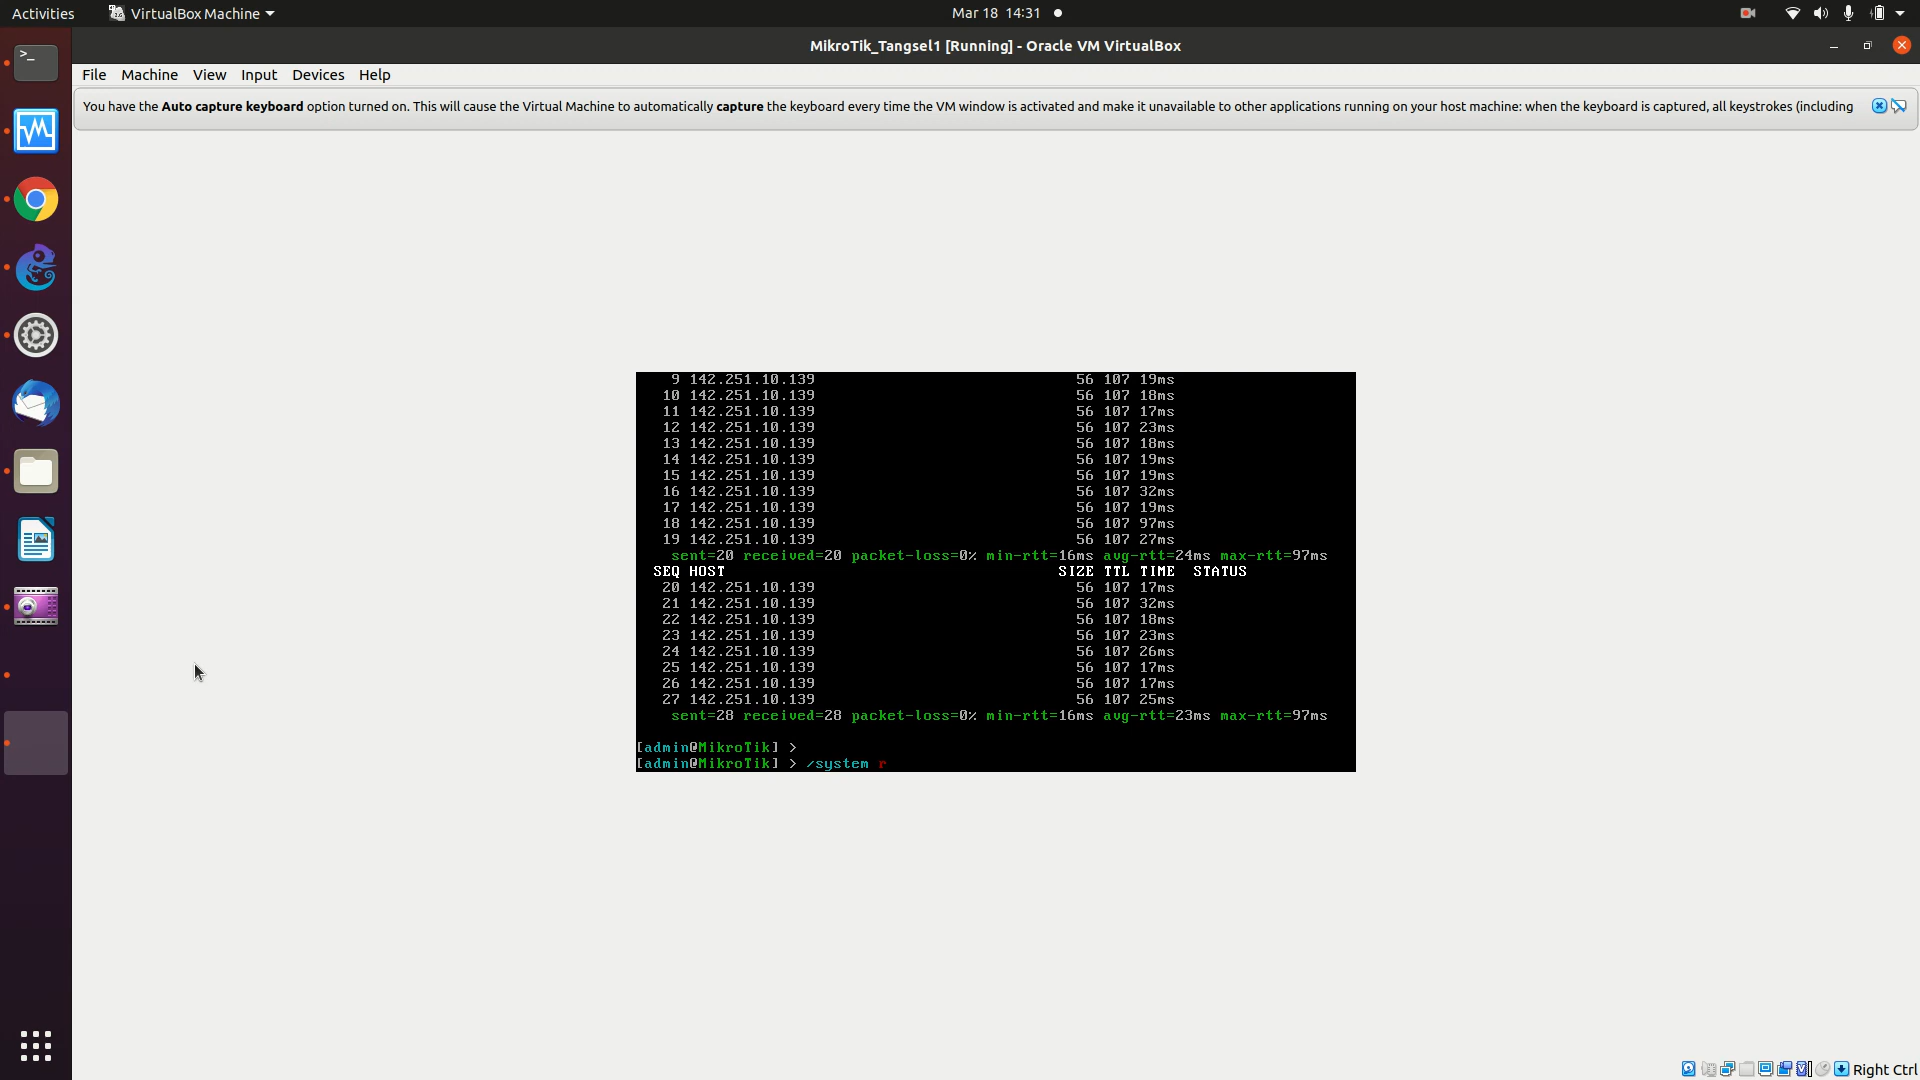 Activities VirtualBox Machine Mar 18 14:31
MikroTik_Tangsel1 [Running] - Oracle VM VirtualBox
File Machine View Input Devices Help
You have the Auto capture keyboard option turned on. This will cause the Virtual Machine to automatically capture the keyboard every time the VM window is activated and make it unavailable to other applications running on your host machine: when the keyboard is captured, all keystrokes (including
9 142.251.10.139 56 107 19ms
10 142.251.10.139 56 107 18ms
11 142.251.10.139 56 107 17ms
12 142.251.10.139 56 107 23ms
13 142.251.10.139 56 107 18ms
14 142.251.10.139 56 107 19ms
15 142.251.10.139 56 107 19ms
16 142.251.10.139 56 107 32ms
17 142.251.10.139 56 107 19ms
18 142.251.10.139 56 107 97ms
19 142.251.10.139 56 107 27ms
sent=20 received=20 packet-loss=0% min-rtt=16ms avg-rtt=24ms max-rtt=97ms
SEQ HOST SIZE TTL TIME STATUS
20 142.251.10.139 56 107 17ms
21 142.251.10.139 56 107 32ms
22 142.251.10.139 56 107 18ms
23 142.251.10.139 56 107 23ms
24 142.251.10.139 56 107 26ms
25 142.251.10.139 56 107 17ms
26 142.251.10.139 56 107 17ms
27 142.251.10.139 56 107 25ms
sent=28 received=28 packet-loss=0% min-rtt=16ms avg-rtt=23ms max-rtt=97ms
[admin@MikroTik] >
[admin@MikroTik] > /system r
Right Ctrl